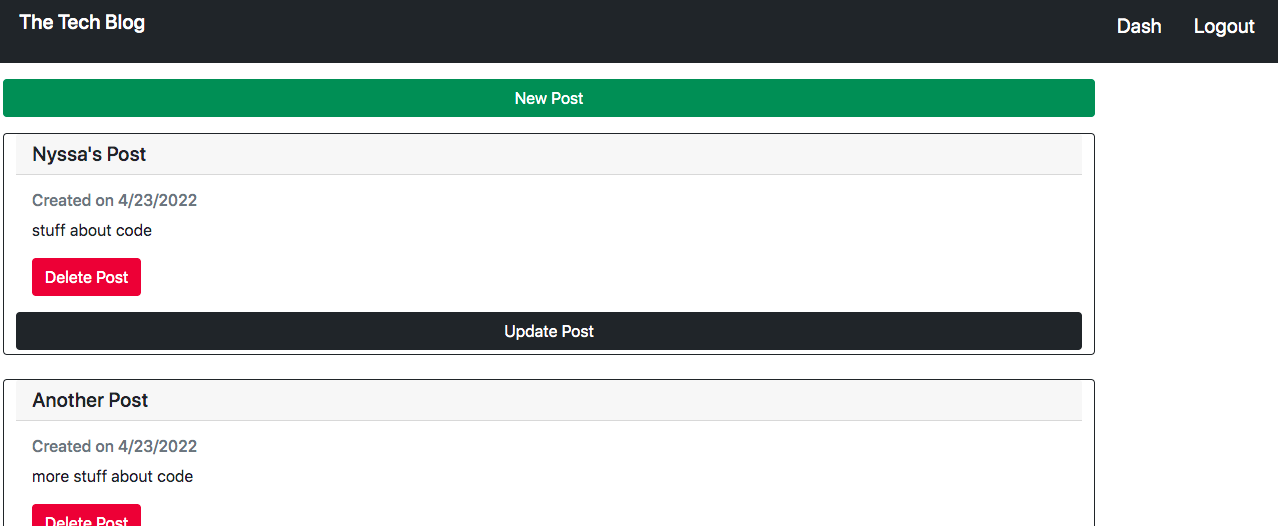 The Tech Blog
Dash Logout
New Post
Nyssa's Post
Created on 4/23/2022
stuff about code
Delete Post
Update Post
Another Post
Created on 4/23/2022
more stuff about code
Delete Post